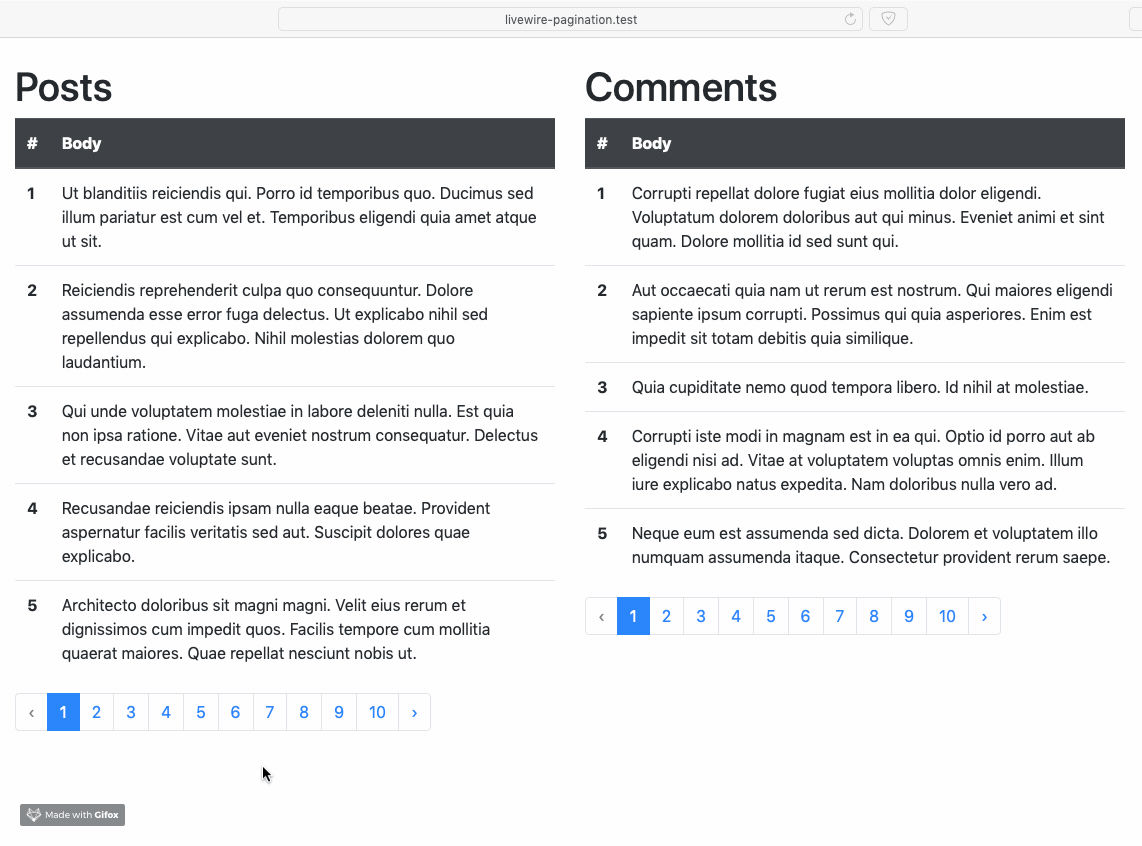 livewire-pagination.test
Posts
# Body
1 Ut blanditiis reiciendis qui. Porro id temporibus quo. Ducimus sed
illum pariatur est cum vel et. Temporibus eligendi quia amet atque
ut sit.
2 Reiciendis reprehenderit culpa quo consequuntur. Dolore
assumenda esse error fuga delectus. Ut explicabo nihil sed
repellendus qui explicabo. Nihil molestias dolorem quo
laudantium.
3 Qui unde voluptatem molestiae in labore deleniti nulla. Est quia
non ipsa ratione. Vitae aut eveniet nostrum consequatur. Delectus
et recusandae voluptate sunt.
4 Recusandae reiciendis ipsam nulla eaque beatae. Provident
aspernatur facilis veritatis sed aut. Suscipit dolores quae
explicabo.
5 Architecto doloribus sit magni magni. Velit eius rerum et
dignissimos cum impedit quos. Facilis tempore cum mollitia
quaerat maiores. Quae repellat nesciunt nobis ut.
‹ 1 2 3 4 5 6 7 8 9 10 ›
Comments
# Body
1 Corrupti repellat dolore fugiat eius mollitia dolor eligendi.
Voluptatum dolorem doloribus aut qui minus. Eveniet animi et sint
quam. Dolore mollitia id sed sunt qui.
2 Aut occaecati quia nam ut rerum est nostrum. Qui maiores eligendi
sapiente ipsum corrupti. Possimus qui quia asperiores. Enim est
impedit sit totam debitis quia similique.
3 Quia cupiditate nemo quod tempora libero. Id nihil at molestiae.
4 Corrupti iste modi in magnam est in ea qui. Optio id porro aut ab
eligendi nisi ad. Vitae at voluptatem voluptas omnis enim. Illum
iure explicabo natus expedita. Nam doloribus nulla vero ad.
5 Neque eum est assumenda sed dicta. Dolorem et voluptatem illo
numquam assumenda itaque. Consectetur provident rerum saepe.
‹ 1 2 3 4 5 6 7 8 9 10 ›
Made with Gifox